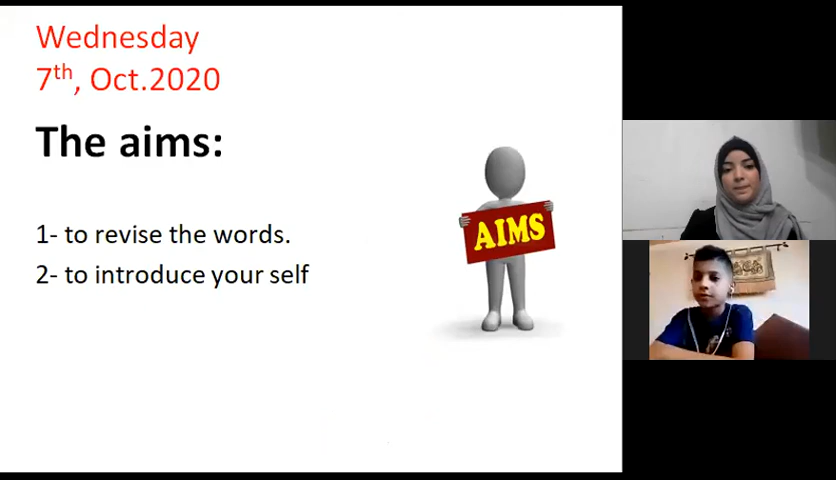 Wednesday
7th, Oct.2020
The aims:
1- to revise the words.
2- to introduce your self
AIMS